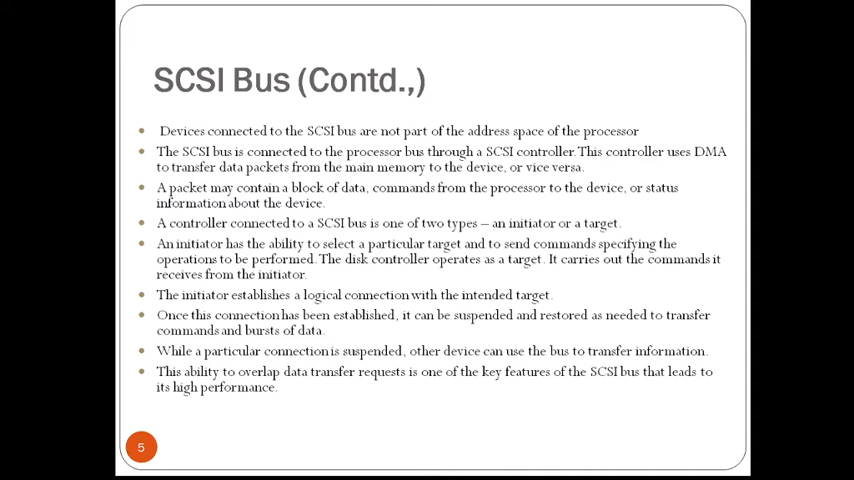 SCSI Bus (Contd.,)
Devices connected to the SCSI bus are not part of the address space of the processor
The SCSI bus is connected to the processor bus through a SCSI controller. This controller uses DMA
to transfer data packets from the main memory to the device, or vice versa.
A packet may contain a block of data, commands from the processor to the device, or status
information about the device.
A controller connected to a SCSI bus is one of two types – an initiator or a target.
An initiator has the ability to select a particular target and to send commands specifying the
operations to be performed. The disk controller operates as a target. It carries out the commands it
receives from the initiator.
The initiator establishes a logical connection with the intended target.
Once this connection has been established, it can be suspended and restored as needed to transfer
commands and bursts of data.
While a particular connection is suspended, other device can use the bus to transfer information.
This ability to overlap data transfer requests is one of the key features of the SCSI bus that leads to
its high performance.
5